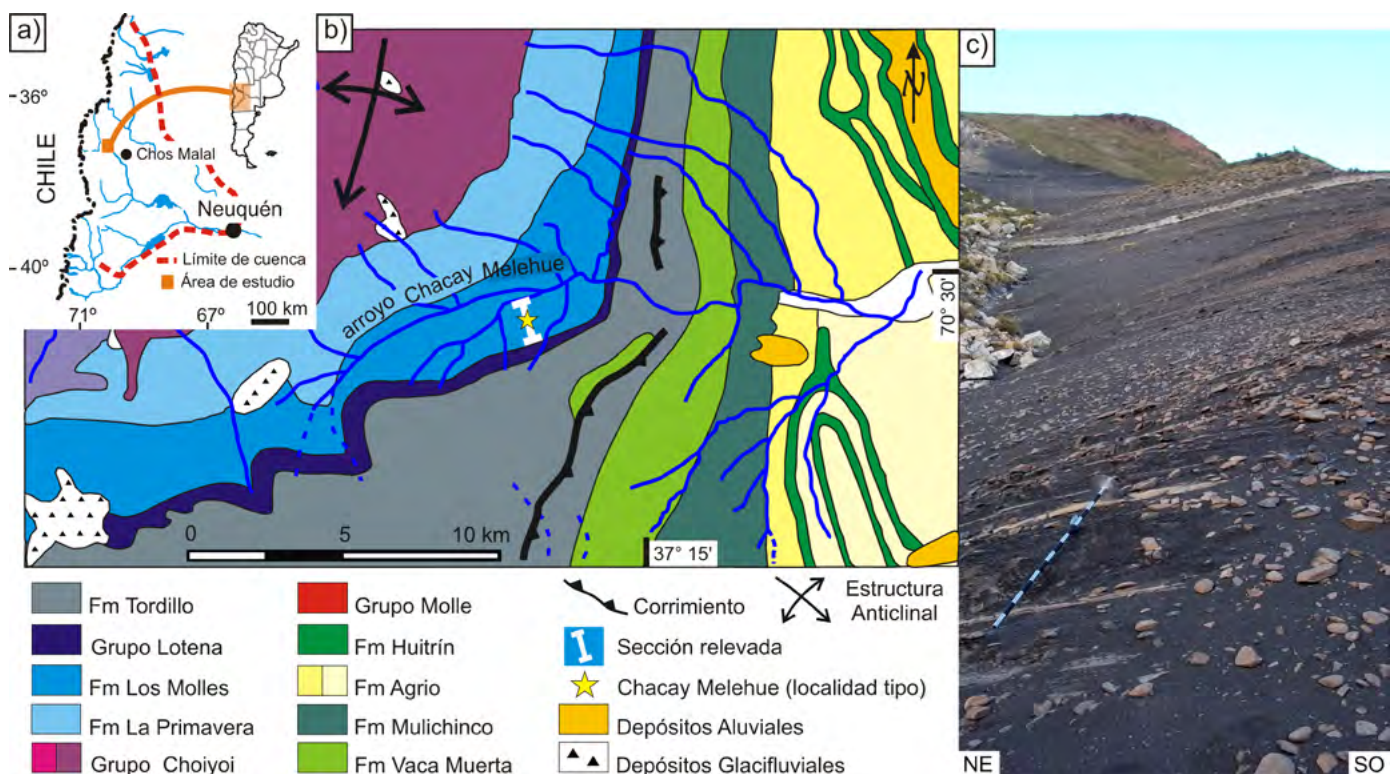 a)
36º
CHILE
Chos Malal
Neuquén
40º
Límite de cuenca
Área de estudio
71°
67°
100 km
b)
N
arroyo Chacay Melehue
70° 30'
0 5 10 km
37° 15'
c)
NE
SO
Fm Tordillo
Grupo Lotena
Fm Los Molles
Fm La Primavera
Grupo Choiyoi
Grupo Molle
Fm Huitrín
Fm Agrio
Fm Mulichinco
Fm Vaca Muerta
Corrimiento
Estructura
Anticlinal
Sección relevada
Chacay Melehue (localidad tipo)
Depósitos Aluviales
Depósitos Glacifluviales